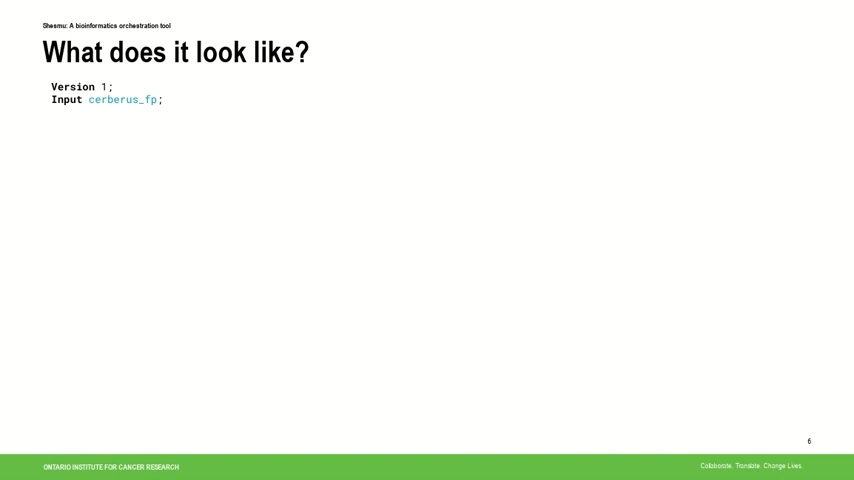 Shesmu: A bioinformatics orchestration tool
What does it look like?
Version 1;
Input cerberus_fp;
6
ONTARIO INSTITUTE FOR CANCER RESEARCH
Collaborate. Translate. Change Lives.